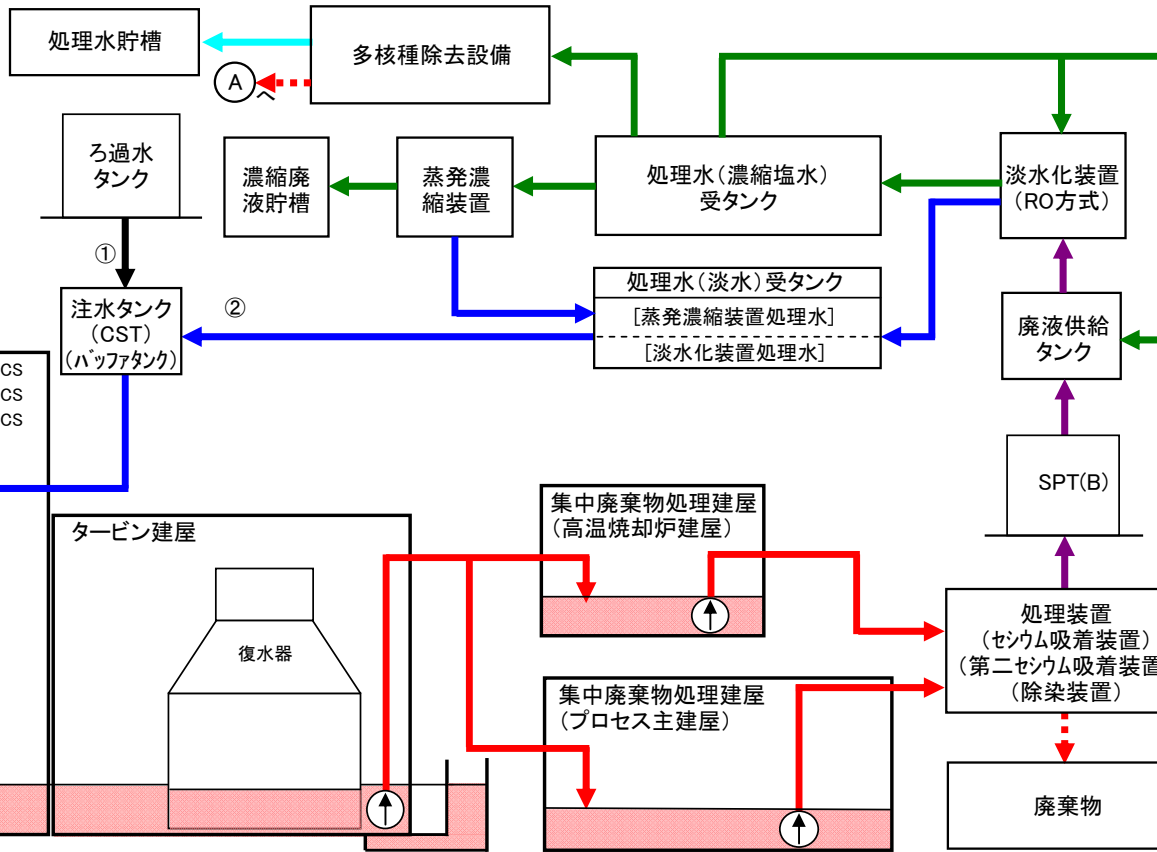 処理水貯槽
多核種除去設備
A
へ
ろ過水
タンク
濃縮廃
液貯槽
蒸発濃
縮装置
処理水(濃縮塩水)
受タンク
淡水化装置
(RO方式)
①
注水タンク
(CST)
(バッファタンク)
②
処理水(淡水)受タンク
[蒸発濃縮装置処理水]
[淡水化装置処理水]
廃液供給
タンク
CS
CS
CS
SPT(B)
タービン建屋
復水器
集中廃棄物処理建屋
(高温焼却炉建屋)
集中廃棄物処理建屋
(プロセス主建屋)
処理装置
(セシウム吸着装置)
(第二セシウム吸着装置
(除染装置)
廃棄物